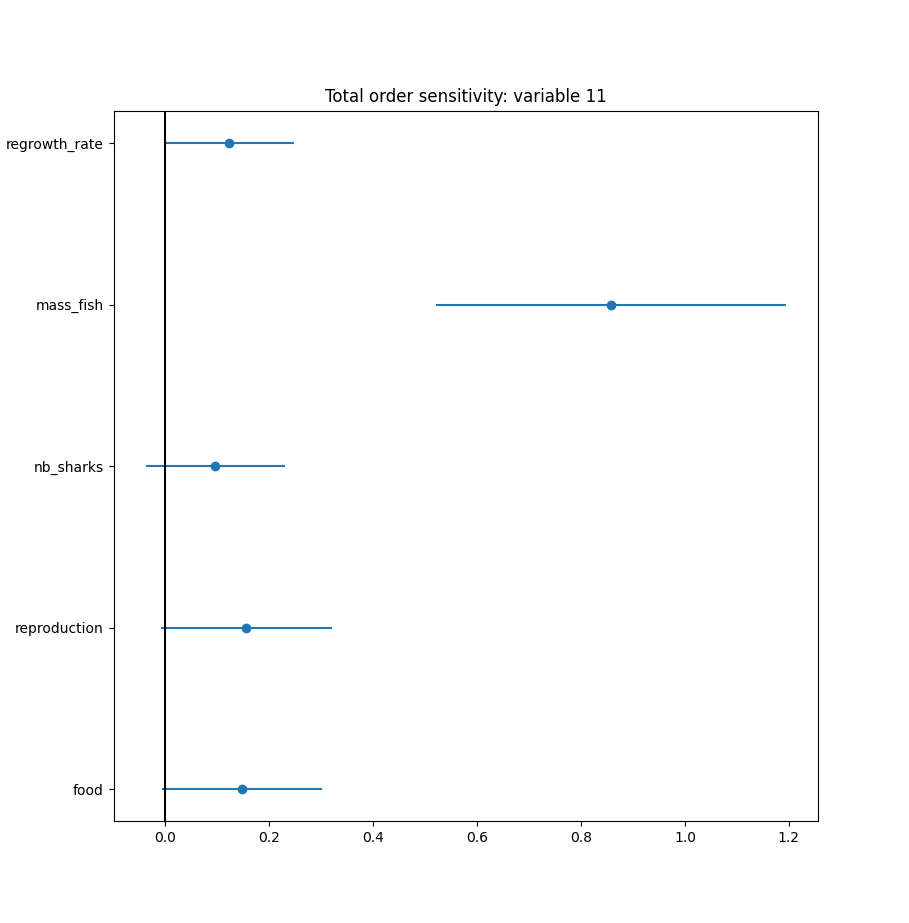 Total order sensitivity: variable 11
regrowth_rate
mass_fish
nb_sharks
reproduction
food
0.0 0.2 0.4 0.6 0.8 1.0 1.2